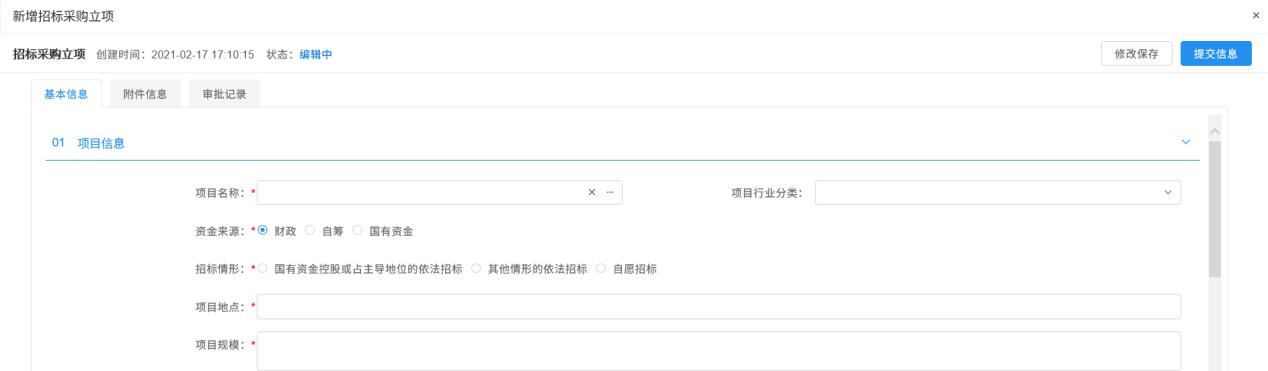 新增招标采购立项 ×
招标采购立项 创建时间：2021-02-17 17:10:15 状态：编辑中 修改保存 提交信息
基本信息 附件信息 审批记录
01 项目信息
项目名称：* × ··· 项目行业分类：
资金来源：* 财政 自筹 国有资金
招标情形：* 国有资金控股或占主导地位的依法招标 其他情形的依法招标 自愿招标
项目地点：*
项目规模：*